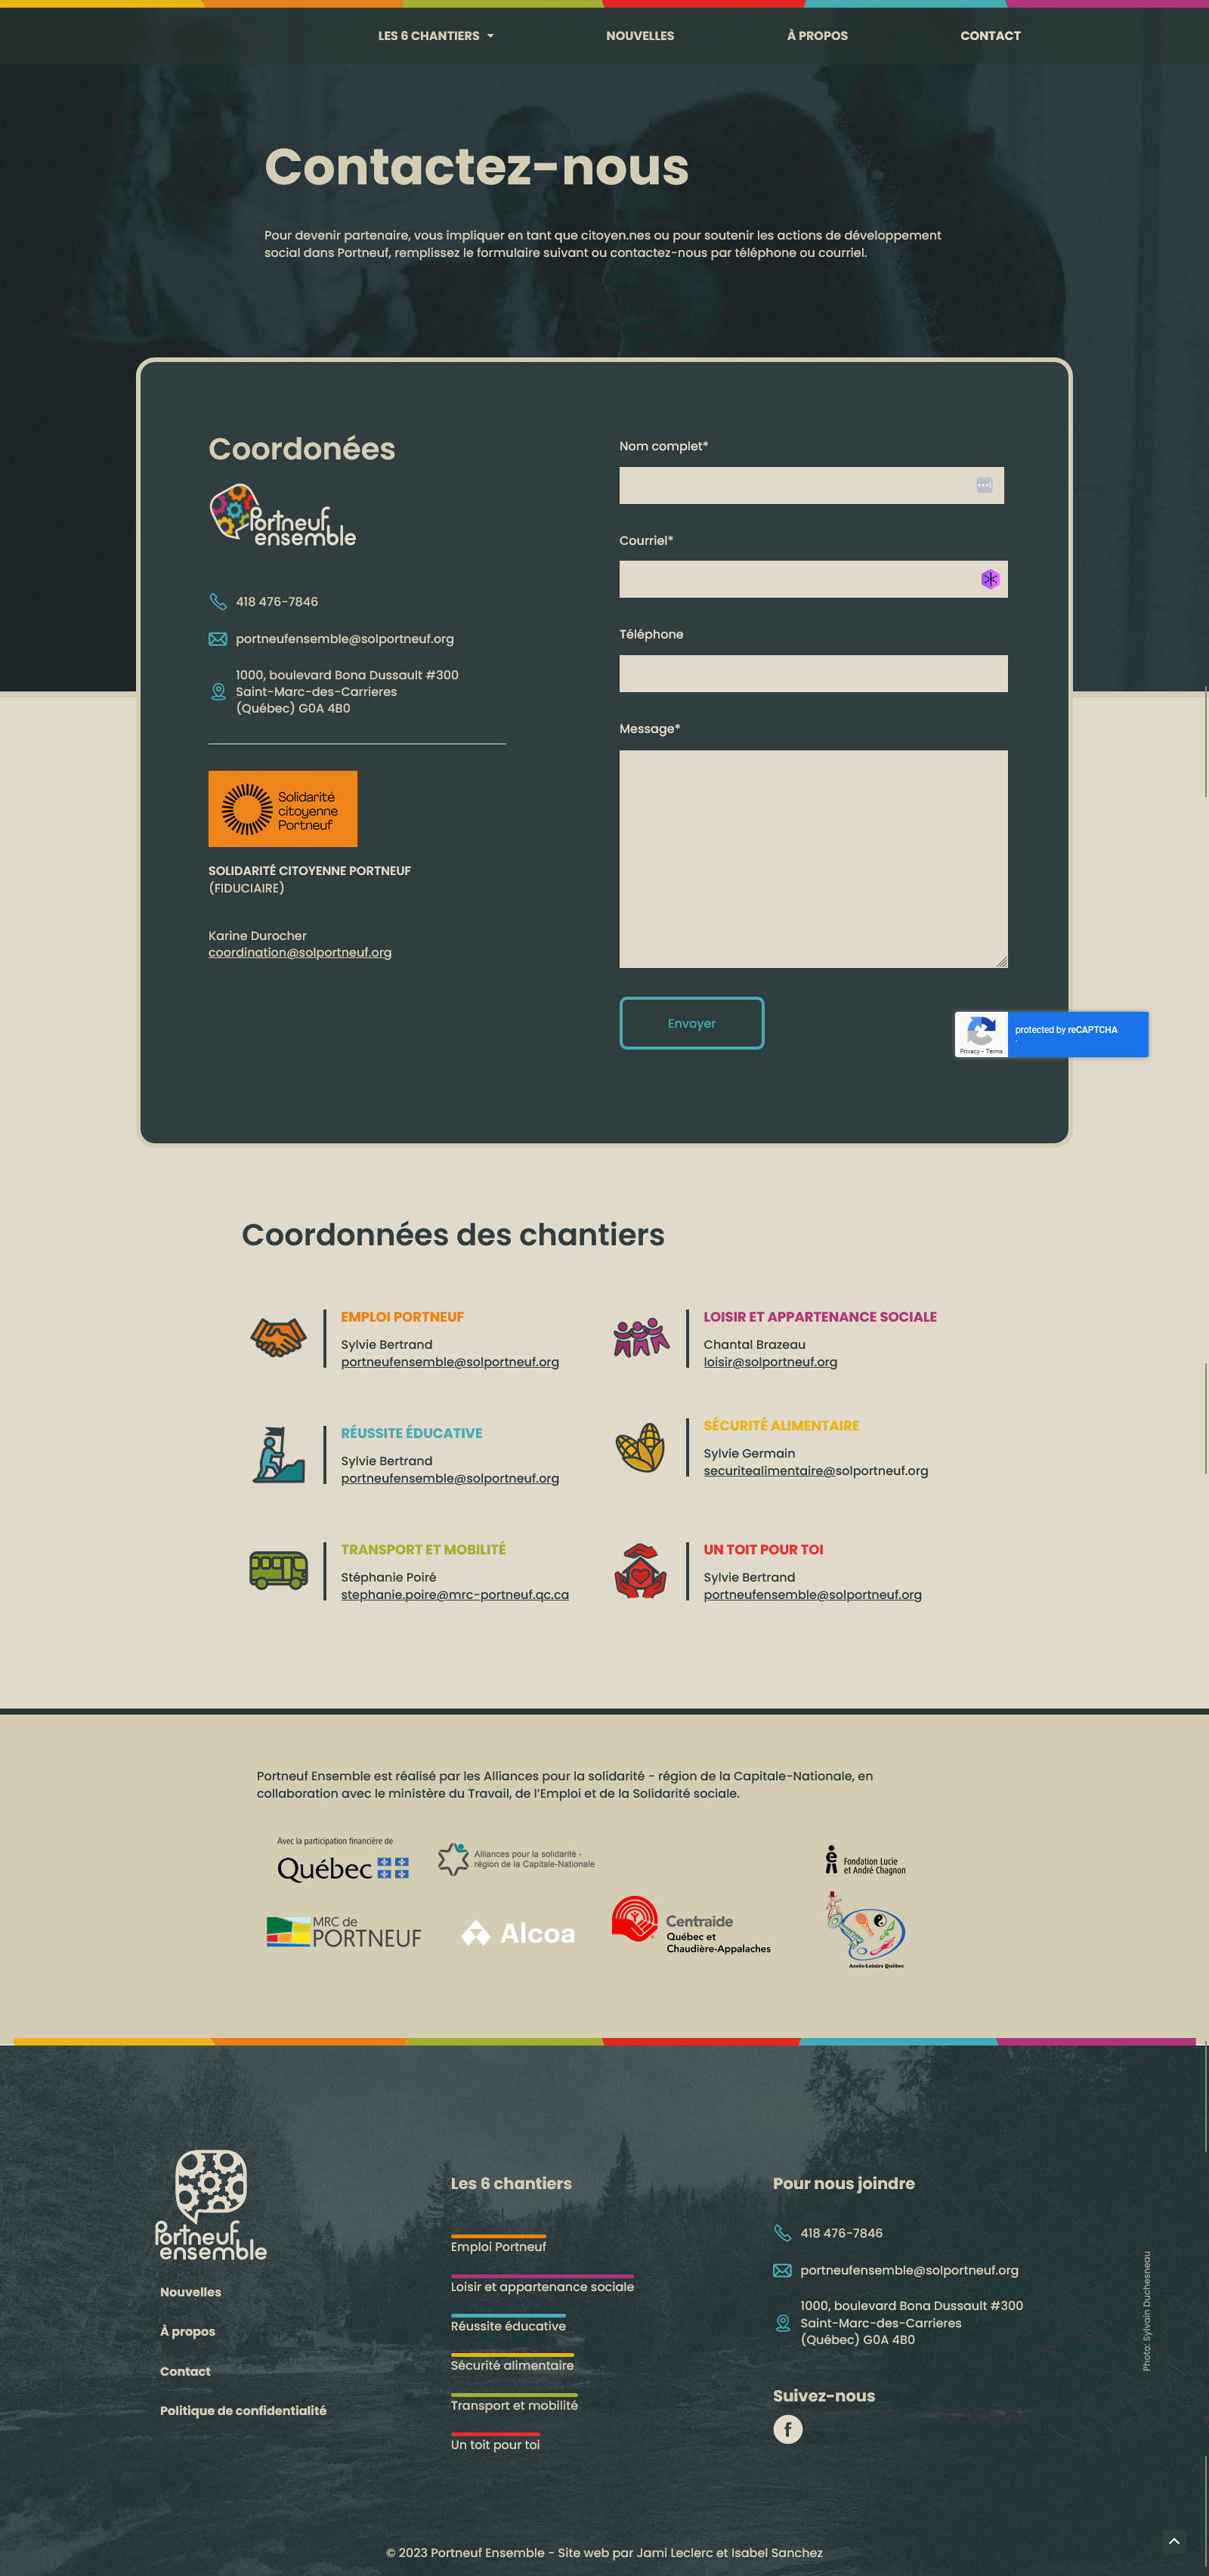 LES 6 CHANTIERS
NOUVELLES
À PROPOS
CONTACT
Contactez-nous
Pour devenir partenaire, vous impliquer en tant que citoyen.nes ou pour soutenir les actions de développement
social dans Portneuf, remplissez le formulaire suivant ou contactez-nous par téléphone ou courriel.
Coordonées
Portneuf
ensemble
418 476-7846
portneufensemble@solportneuf.org
1000, boulevard Bona Dussault #300
Saint-Marc-des-Carrieres
(Québec) G0A 4B0
Solidarité
citoyenne
Portneuf
SOLIDARITÉ CITOYENNE PORTNEUF
(FIDUCIAIRE)
Karine Durocher
coordination@solportneuf.org
Nom complet*
Courriel*
Téléphone
Message*
Envoyer
protected by reCAPTCHA
Privacy - Terms
Coordonnées des chantiers
EMPLOI PORTNEUF
Sylvie Bertrand
portneufensemble@solportneuf.org
LOISIR ET APPARTENANCE SOCIALE
Chantal Brazeau
loisir@solportneuf.org
RÉUSSITE ÉDUCATIVE
Sylvie Bertrand
portneufensemble@solportneuf.org
SÉCURITÉ ALIMENTAIRE
Sylvie Germain
securitealimentaire@solportneuf.org
TRANSPORT ET MOBILITÉ
Stéphanie Poiré
stephanie.poire@mrc-portneuf.qc.ca
UN TOIT POUR TOI
Sylvie Bertrand
portneufensemble@solportneuf.org
Portneuf Ensemble est réalisé par les Alliances pour la solidarité - région de la Capitale-Nationale, en
collaboration avec le ministère du Travail, de l’Emploi et de la Solidarité sociale.
Avec la participation financière de
Québec
Alliances pour la solidarité -
région de la Capitale-Nationale
Fondation Lucie
et André Chagnon
MRC de
PORTNEUF
Alcoa
Centraide
Québec et
Chaudière-Appalaches
Accès-Loisirs Québec
Portneuf
ensemble
Nouvelles
À propos
Contact
Politique de confidentialité
Les 6 chantiers
Emploi Portneuf
Loisir et appartenance sociale
Réussite éducative
Sécurité alimentaire
Transport et mobilité
Un toit pour toi
Pour nous joindre
418 476-7846
portneufensemble@solportneuf.org
1000, boulevard Bona Dussault #300
Saint-Marc-des-Carrieres
(Québec) G0A 4B0
Suivez-nous
Photo: Sylvain Duchesneau
© 2023 Portneuf Ensemble - Site web par Jami Leclerc et Isabel Sanchez